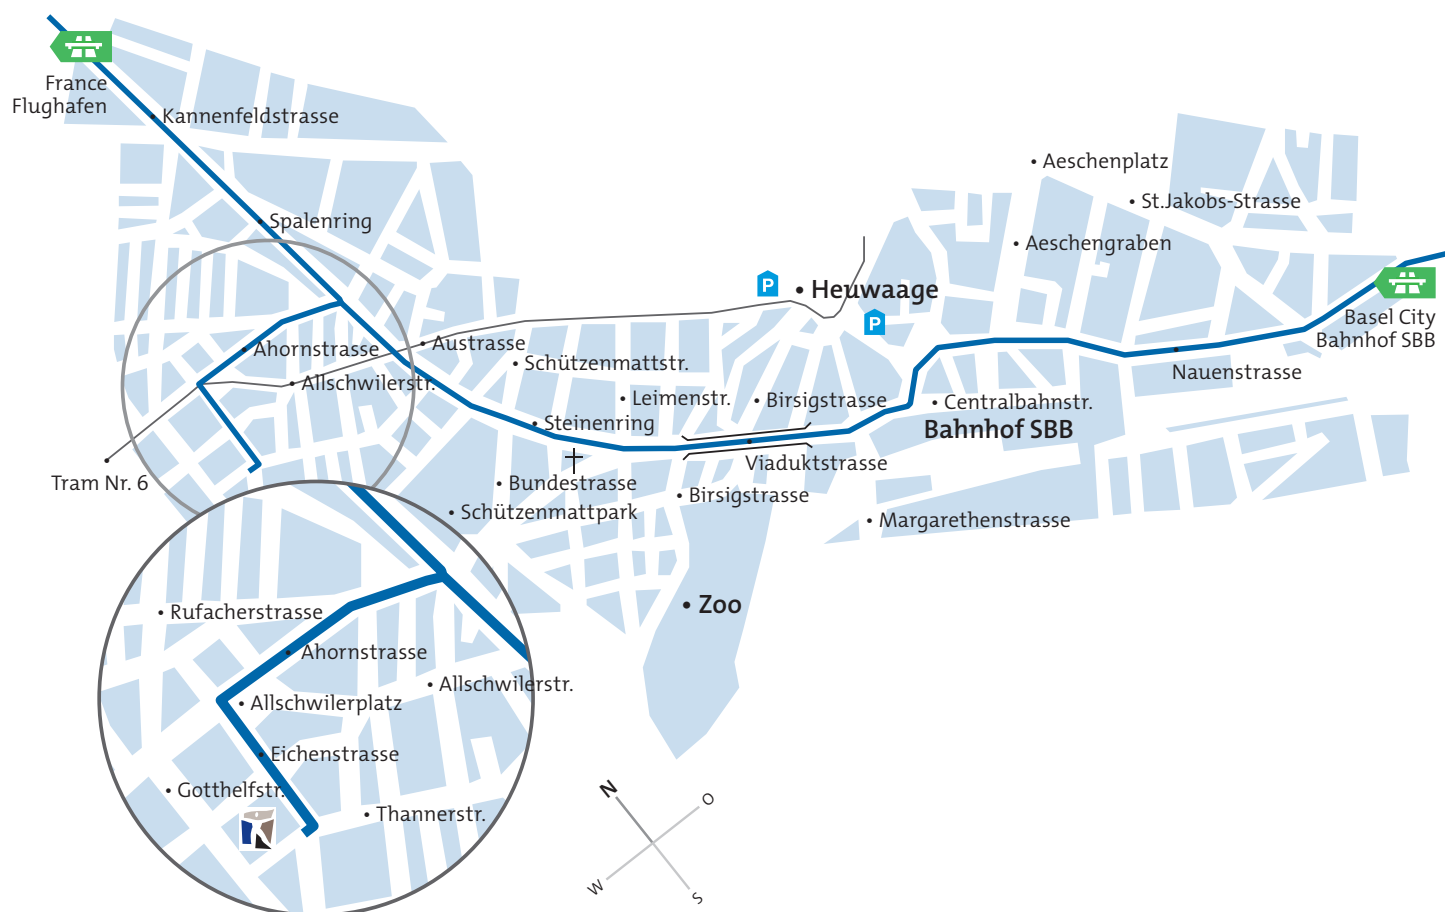 France
Flughafen
Kannenfeldstrasse
Spalenring
Aeschenplatz
St.Jakobs-Strasse
Aeschengraben
P
Heuwaage
P
Basel City
Bahnhof SBB
Nauenstrasse
Ahornstrasse
Austrasse
Allschwilerstr.
Schützenmattstr.
Leimenstr.
Birsigstrasse
Centralbahnstr.
Bahnhof SBB
Steinenring
Viaduktstrasse
Tram Nr. 6
Bundestrasse
Birsigstrasse
Schützenmattpark
Margarethenstrasse
Zoo
Rufacherstrasse
Ahornstrasse
Allschwilerstr.
Allschwilerplatz
Eichenstrasse
Gotthelfstr.
Thannerstr.
N
O
W
S